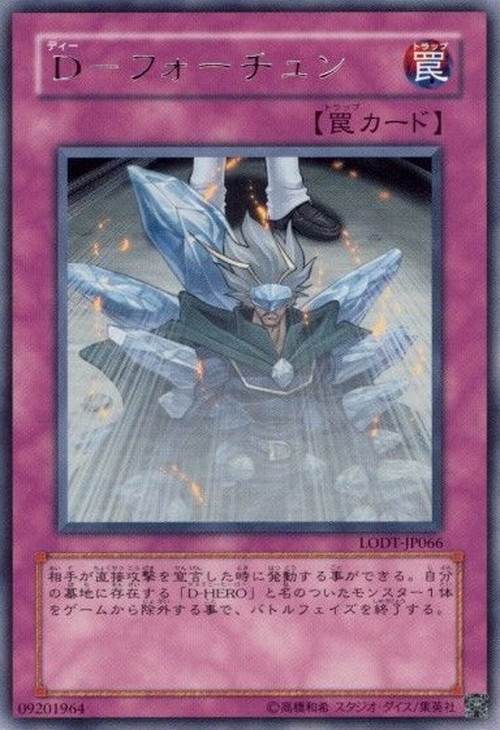 ディー
D－フォーチュン
トラップ
罠
トラップ
【罠カード】
D
LODT-JP066
相手が直接攻撃を宣言した時に発動する事ができる。自分
の墓地に存在する「D-HERO」と名のついたモンスター１体
をゲームから除外する事で、バトルフェイズを終了する。
09201964
©高橋和希 スタジオ・ダイス/集英社